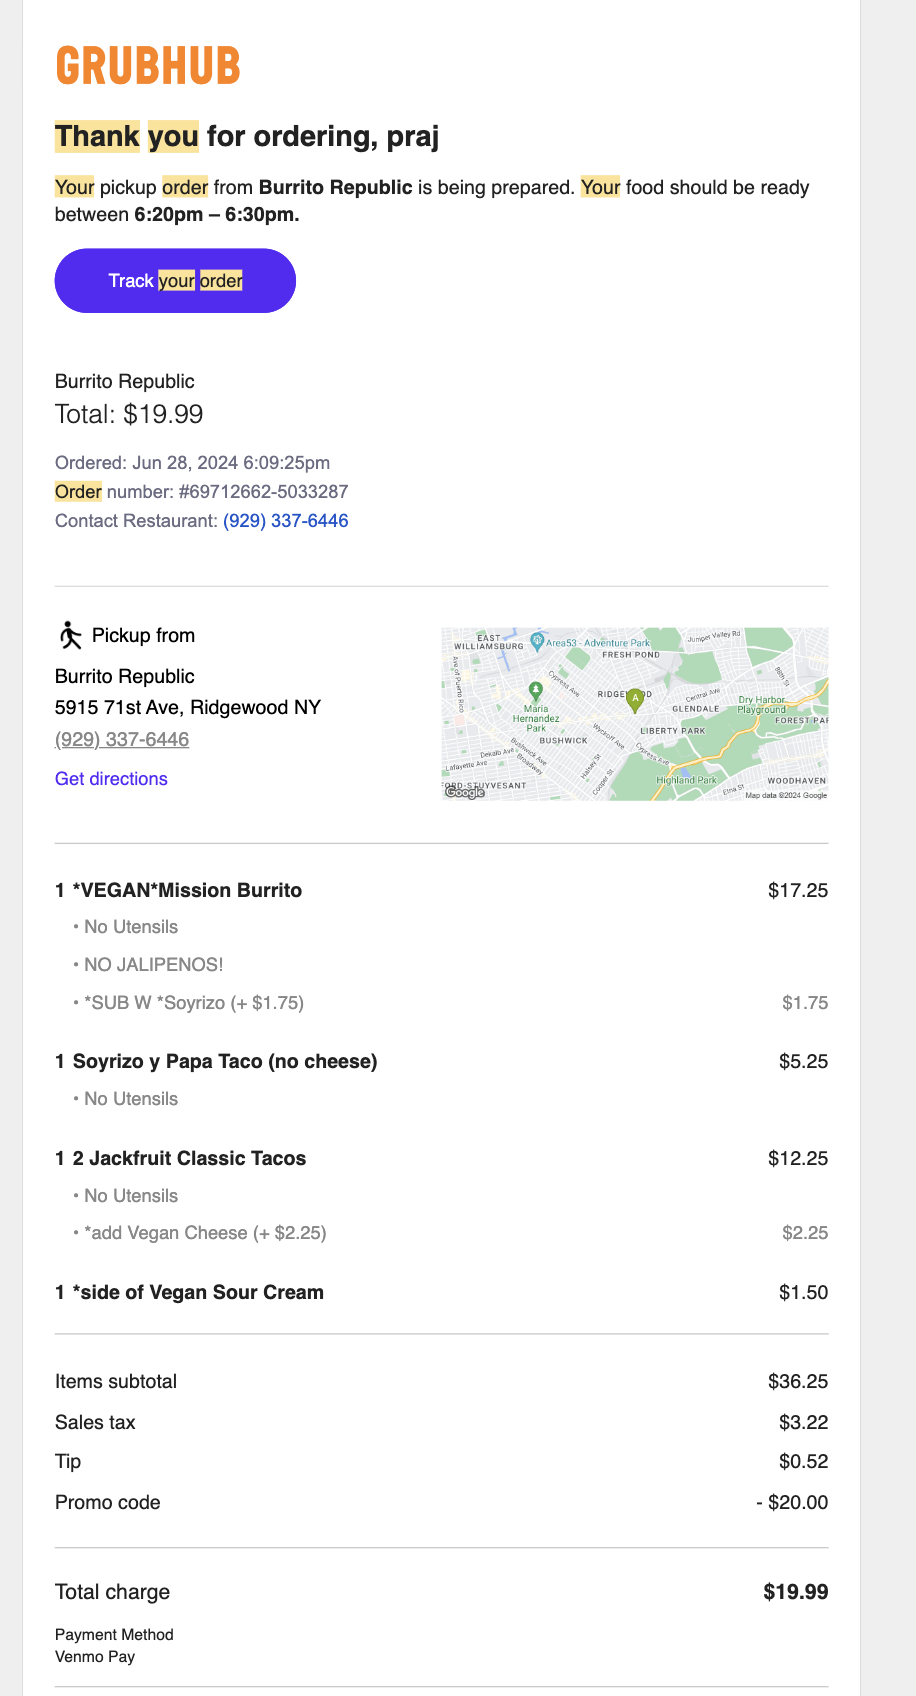 GRUBHUB
Thank you for ordering, praj
Your pickup order from Burrito Republic is being prepared. Your food should be ready
between 6:20pm – 6:30pm.
Track your order
Burrito Republic
Total: $19.99
Ordered: Jun 28, 2024 6:09:25pm
Order number: #69712662-5033287
Contact Restaurant: (929) 337-6446
Pickup from
Burrito Republic
5915 71st Ave, Ridgewood NY
(929) 337-6446
Get directions
EAST
WILLIAMSBURG
Area53 - Adventure Park
Juniper Valley Rd
FRESH POND
Ave of Puerto Rico
Cypress Ave
80th St
RIDGEWOOD
A
Central Ave
GLENDALE
Dry Harbor
Playground
Maria
Hernandez
Park
FOREST PAR
LIBERTY PARK
BUSHWICK
Wyckoff Ave
Bushwick Ave
Cypress Ave
Dekalb Ave
Broadway
Halsey St
Lafayette Ave
Cooper St
Highland Park
WOODHAVEN
ORD-STUYVESANT
Etna St
Google
Map data ©2024 Google
1 *VEGAN*Mission Burrito $17.25
• No Utensils
• NO JALIPENOS!
• *SUB W *Soyrizo (+ $1.75) $1.75
1 Soyrizo y Papa Taco (no cheese) $5.25
• No Utensils
1 2 Jackfruit Classic Tacos $12.25
• No Utensils
• *add Vegan Cheese (+ $2.25) $2.25
1 *side of Vegan Sour Cream $1.50
Items subtotal $36.25
Sales tax $3.22
Tip $0.52
Promo code - $20.00
Total charge $19.99
Payment Method
Venmo Pay